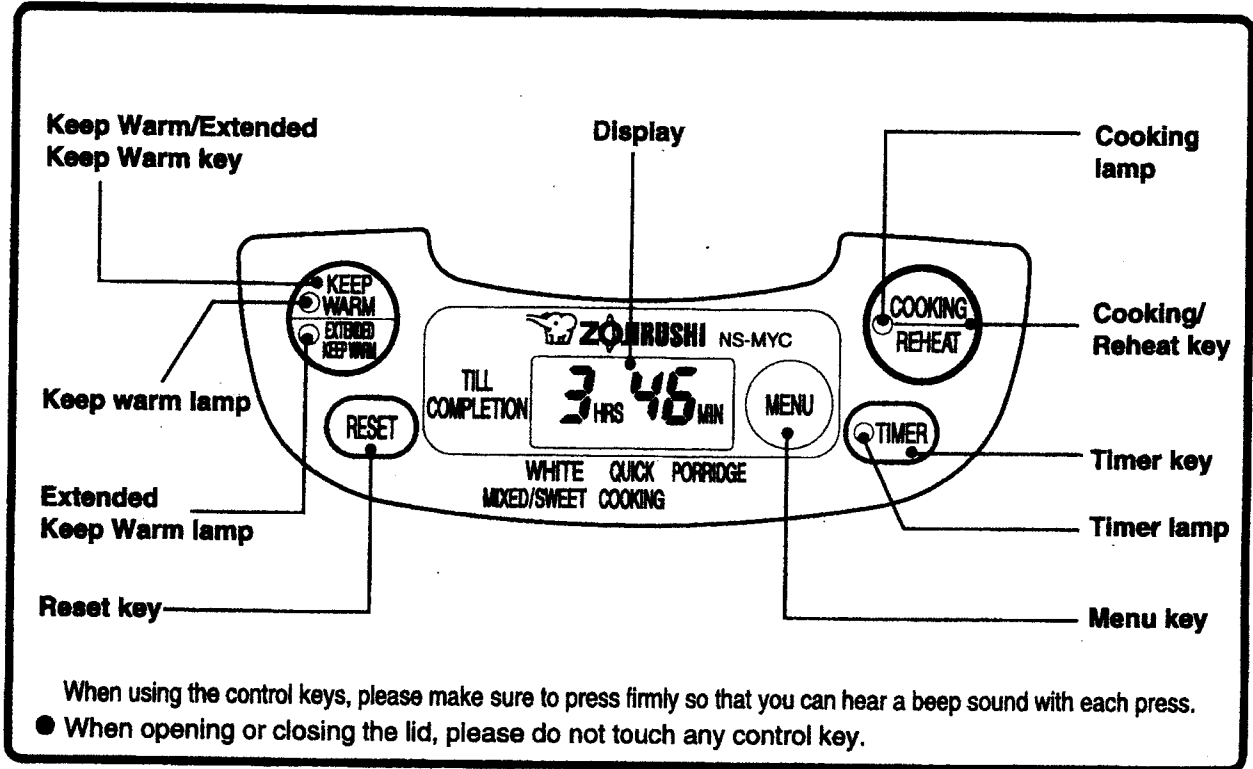 Keep Warm/Extended
Keep Warm key
Display
Cooking
lamp
KEEP
WARM
EXTENDED
KEEP WARM
COOKING
REHEAT
Cooking/
Reheat key
ZOJIRUSHI NS-MYC
TILL
COMPLETION
3 HRS 46 MIN
MENU
Keep warm lamp
RESET
TIMER
WHITE QUICK PORRIDGE
MIXED/SWEET COOKING
Timer key
Extended
Keep Warm lamp
Timer lamp
Reset key
Menu key
When using the control keys, please make sure to press firmly so that you can hear a beep sound with each press.
● When opening or closing the lid, please do not touch any control key.